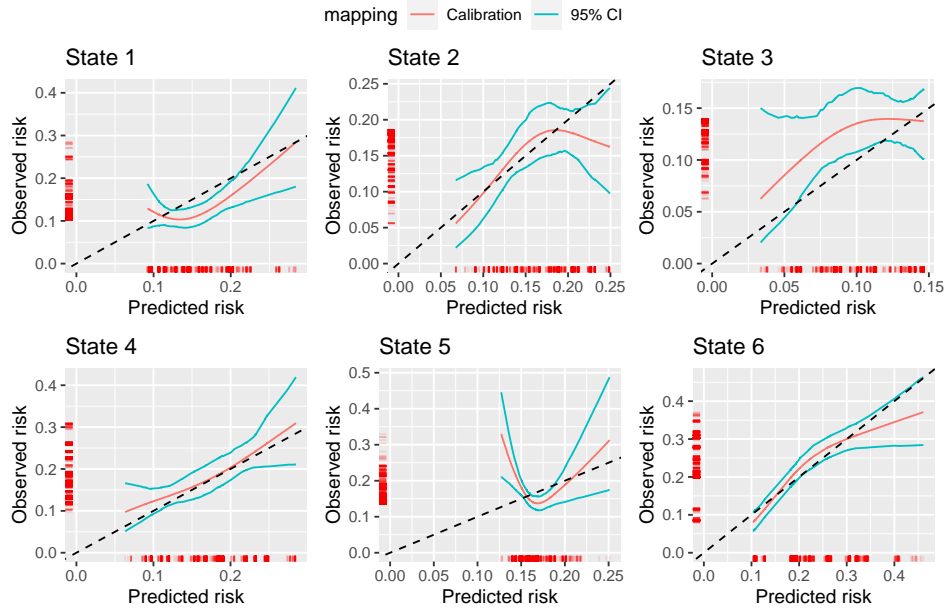 mapping Calibration 95% CI
State 1 State 2 State 3
Observed risk
0.4
0.3
0.2
0.1
0.0
0.0 0.1 0.2
Predicted risk
Observed risk
0.25
0.20
0.15
0.10
0.05
0.00
0.00 0.05 0.10 0.15 0.20 0.25
Predicted risk
Observed risk
0.15
0.10
0.05
0.00
0.00 0.05 0.10 0.15
Predicted risk
State 4 State 5 State 6
Observed risk
0.4
0.3
0.2
0.1
0.0
0.0 0.1 0.2
Predicted risk
Observed risk
0.5
0.4
0.3
0.2
0.1
0.0
0.00 0.05 0.10 0.15 0.20 0.25
Predicted risk
Observed risk
0.4
0.3
0.2
0.1
0.0
0.0 0.1 0.2 0.3 0.4
Predicted risk